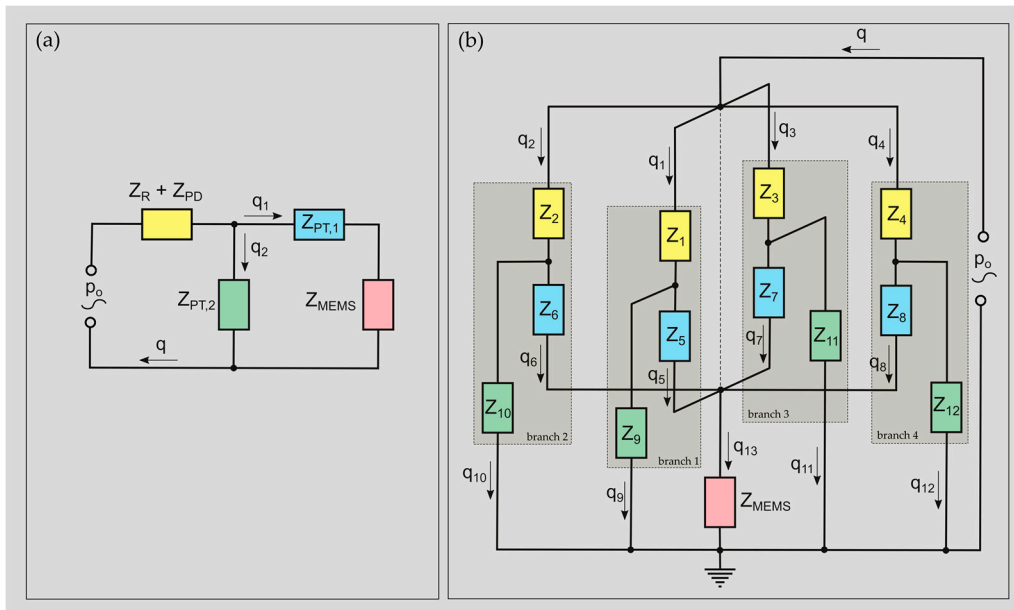 (a)
Z_R + Z_PD
q_1
Z_PT,1
q_2
p_o
Z_PT,2
Z_MEMS
q
(b)
q
q_2
q_1
q_3
q_4
Z_2
Z_1
Z_3
Z_4
p_o
Z_6
Z_5
Z_7
Z_8
Z_11
q_6
q_5
q_7
q_8
Z_10
Z_9
Z_12
branch 2
branch 1
branch 3
branch 4
q_10
q_9
q_13
q_11
q_12
Z_MEMS